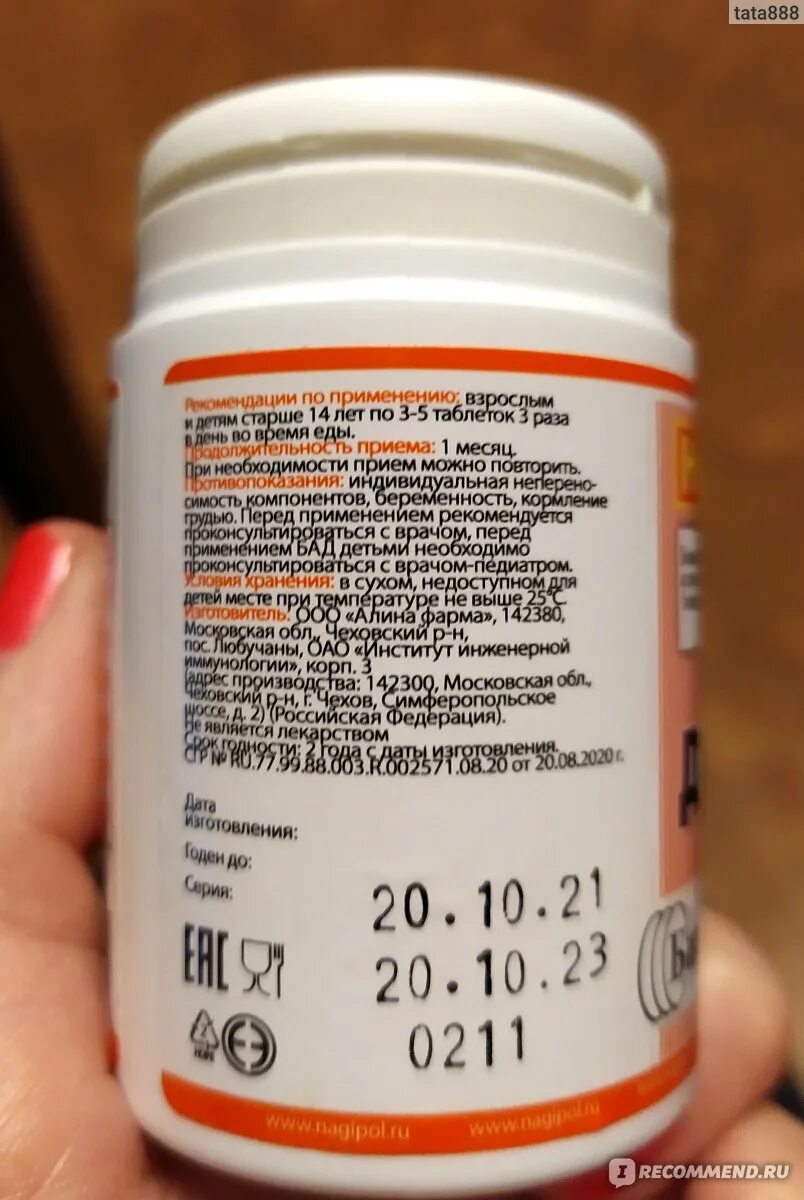 tata888
Рекомендации по применению: взрослым
и детям старше 14 лет по 3-5 таблеток 3 раза
в день во время еды.
Продолжительность приема: 1 месяц.
При необходимости прием можно повторить.
Противопоказания: индивидуальная неперено-
симость компонентов, беременность, кормление
грудью. Перед применением рекомендуется
проконсультироваться с врачом, перед
применением БАД детьми необходимо
проконсультироваться с врачом-педиатром.
Условия хранения: в сухом, недоступном для
детей месте при температуре не выше 25°С.
Изготовитель: ООО «Алина фарма», 142380,
Московская обл., Чеховский р-н,
пос. Любучаны, ОАО «Институт инженерной
иммунологии», корп. 3
(адрес производства: 142300, Московская обл.,
Чеховский р-н, г. Чехов, Симферопольское
шоссе, д. 2) (Российская Федерация).
Не является лекарством
Срок годности: 2 года с даты изготовления.
СГР № RU.77.99.88.003.R.002571.08.20 от 20.08.2020 г.
Дата
изготовления:
Годен до:
Серия:
20.10.21
20.10.23
0211
EAC
www.nagipol.ru www.nagipol.ru
IRECOMMEND.RU